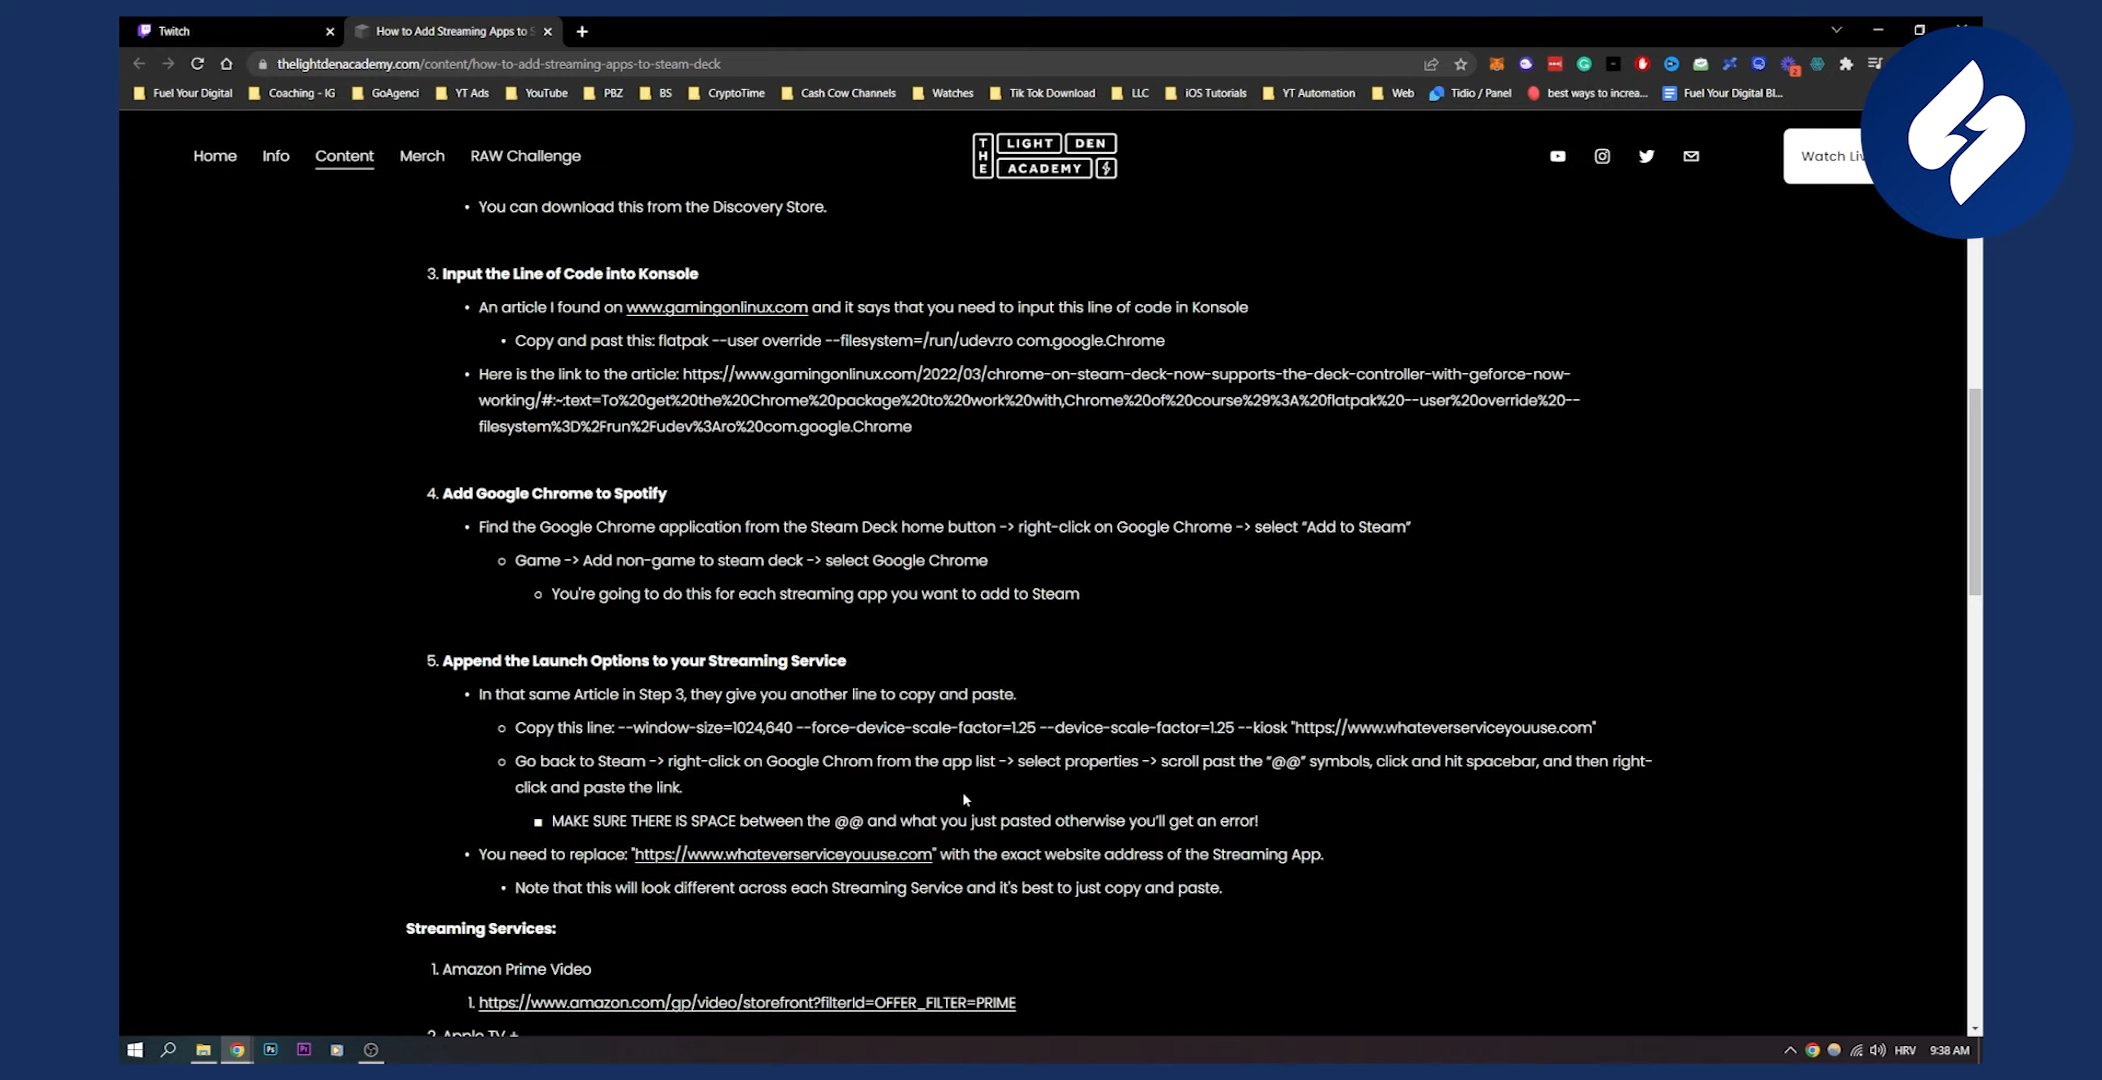 Twitch
How to Add Streaming Apps to S
thelightdenacademy.com/content/how-to-add-streaming-apps-to-steam-deck
2
Fuel Your Digital Coaching - IG GoAgenci YT Ads YouTube PBZ BS CryptoTime Cash Cow Channels Watches Tik Tok Download LLC iOS Tutorials YT Automation Web Tidio / Panel best ways to increa... Fuel Your Digital Bl...
Home Info Content Merch RAW Challenge
THE LIGHT DEN ACADEMY
Watch Liv
• You can download this from the Discovery Store.
3. Input the Line of Code into Konsole
• An article I found on www.gamingonlinux.com and it says that you need to input this line of code in Konsole
• Copy and past this: flatpak --user override --filesystem=/run/udev:ro com.google.Chrome
• Here is the link to the article: https://www.gamingonlinux.com/2022/03/chrome-on-steam-deck-now-supports-the-deck-controller-with-geforce-now-
working/#:~:text=To%20get%20the%20Chrome%20package%20to%20work%20with,Chrome%20of%20course%29%3A%20flatpak%20--user%20override%20--
filesystem%3D%2Frun%2Fudev%3Aro%20com.google.Chrome
4. Add Google Chrome to Spotify
• Find the Google Chrome application from the Steam Deck home button -> right-click on Google Chrome -> select “Add to Steam”
Game -> Add non-game to steam deck -> select Google Chrome
You're going to do this for each streaming app you want to add to Steam
5. Append the Launch Options to your Streaming Service
• In that same Article in Step 3, they give you another line to copy and paste.
Copy this line: --window-size=1024,640 --force-device-scale-factor=1.25 --device-scale-factor=1.25 --kiosk "https://www.whateverserviceyouuse.com"
Go back to Steam -> right-click on Google Chrom from the app list -> select properties -> scroll past the “@@” symbols, click and hit spacebar, and then right-
click and paste the link.
MAKE SURE THERE IS SPACE between the @@ and what you just pasted otherwise you’ll get an error!
• You need to replace: "https://www.whateverserviceyouuse.com" with the exact website address of the Streaming App.
• Note that this will look different across each Streaming Service and it's best to just copy and paste.
Streaming Services:
1. Amazon Prime Video
1. https://www.amazon.com/gp/video/storefront?filterId=OFFER_FILTER=PRIME
2. Apple TV +
Ps Pr HRV 9:38 AM